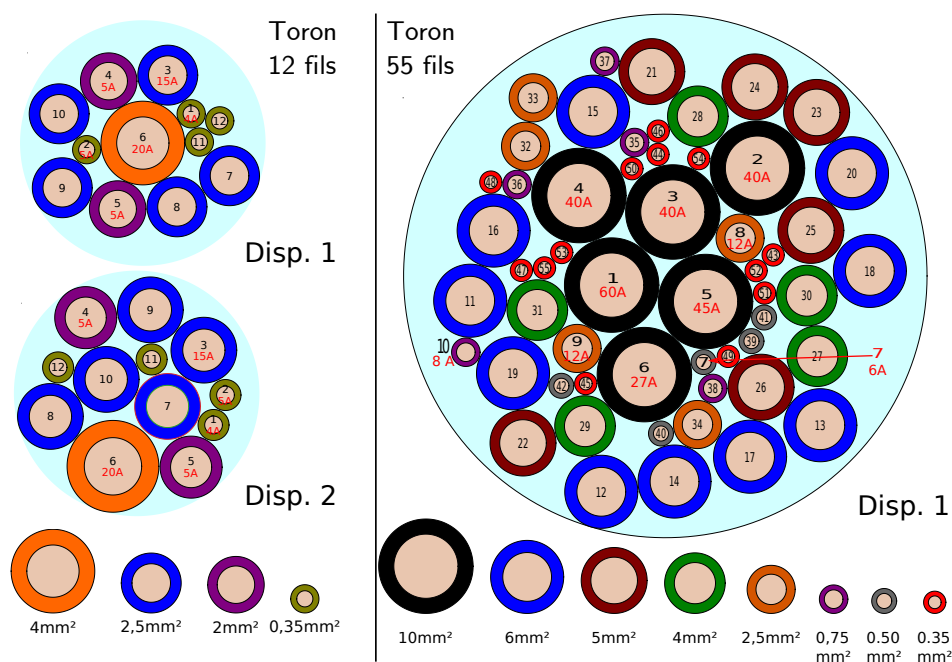 Toron
12 fils
4
5A
3
15A
10
1
4A
12
6
20A
2
5A
11
9
7
5
5A
8
Disp. 1
9
4
5A
3
15A
12
11
10
2
5A
8
7
1
4A
6
20A
5
5A
Disp. 2
4mm²
2,5mm²
2mm²
0,35mm²
Toron
55 fils
37
21
24
33
15
23
28
46
35
32
44
54
2
40A
50
20
48
36
4
40A
3
40A
16
25
8
12A
53
43
47
55
52
18
1
60A
51
30
11
5
45A
31
41
39
10
8 A
9
12A
7
49
27
7
6A
19
6
27A
42
45
38
26
34
29
40
13
22
17
14
12
Disp. 1
10mm²
6mm²
5mm²
4mm²
2,5mm²
0,75
mm²
0.50
mm²
0.35
mm²